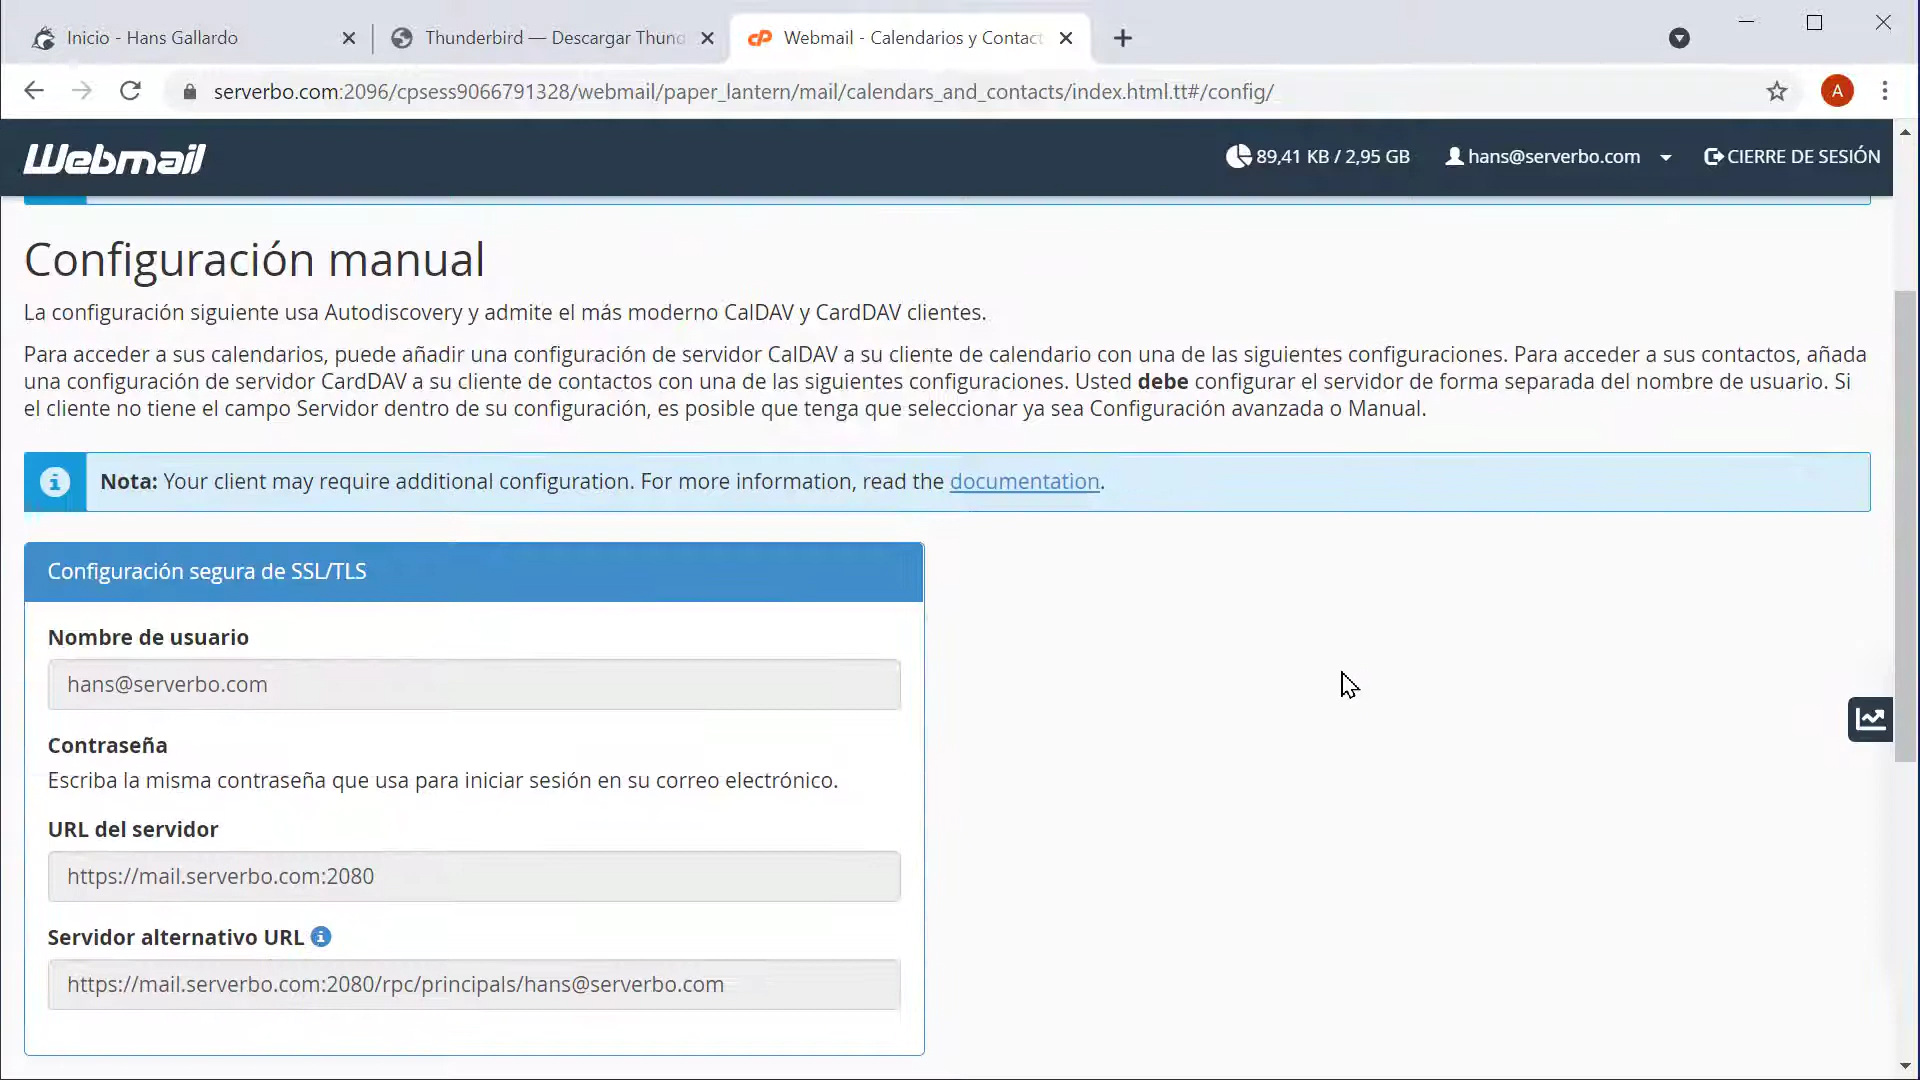 Inicio - Hans Gallardo
Thunderbird — Descargar Thund
Webmail - Calendarios y Contact
serverbo.com:2096/cpsess9066791328/webmail/paper_lantern/mail/calendars_and_contacts/index.html.tt#/config/
A
Webmail
89,41 KB / 2,95 GB
hans@serverbo.com
CIERRE DE SESIÓN
Configuración manual
La configuración siguiente usa Autodiscovery y admite el más moderno CalDAV y CardDAV clientes.
Para acceder a sus calendarios, puede añadir una configuración de servidor CalDAV a su cliente de calendario con una de las siguientes configuraciones. Para acceder a sus contactos, añada
una configuración de servidor CardDAV a su cliente de contactos con una de las siguientes configuraciones. Usted debe configurar el servidor de forma separada del nombre de usuario. Si
el cliente no tiene el campo Servidor dentro de su configuración, es posible que tenga que seleccionar ya sea Configuración avanzada o Manual.
Nota: Your client may require additional configuration. For more information, read the documentation.
Configuración segura de SSL/TLS
Nombre de usuario
hans@serverbo.com
Contraseña
Escriba la misma contraseña que usa para iniciar sesión en su correo electrónico.
URL del servidor
https://mail.serverbo.com:2080
Servidor alternativo URL
https://mail.serverbo.com:2080/rpc/principals/hans@serverbo.com